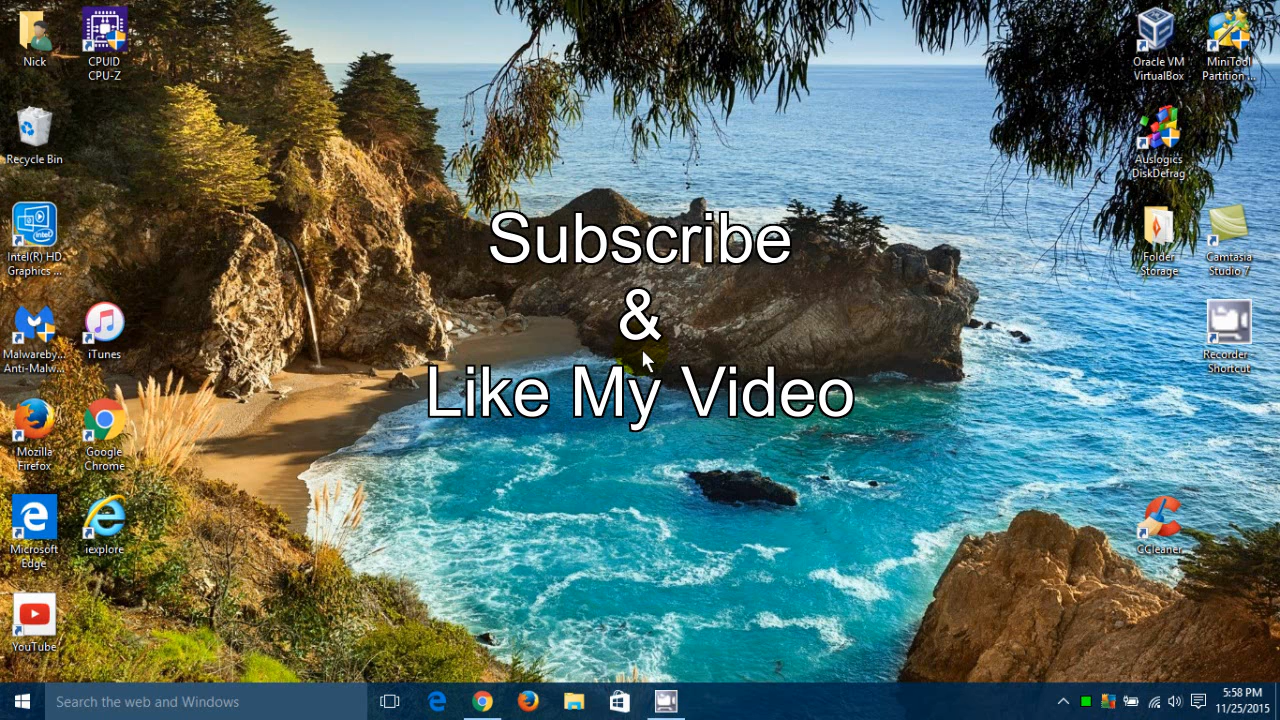 Nick
CPUID
CPU-Z
Oracle VM
VirtualBox
MiniTool
Partition ...
Recycle Bin
Auslogics
DiskDefrag
Intel(R) HD
Graphics ...
Folder
Storage
Camtasia
Studio 7
Subscribe
&
Like My Video
Malwareby...
Anti-Malw...
iTunes
Recorder
Shortcut
Mozilla
Firefox
Google
Chrome
Microsoft
Edge
iexplore
CCleaner
YouTube
Search the web and Windows
5:58 PM
11/25/2015